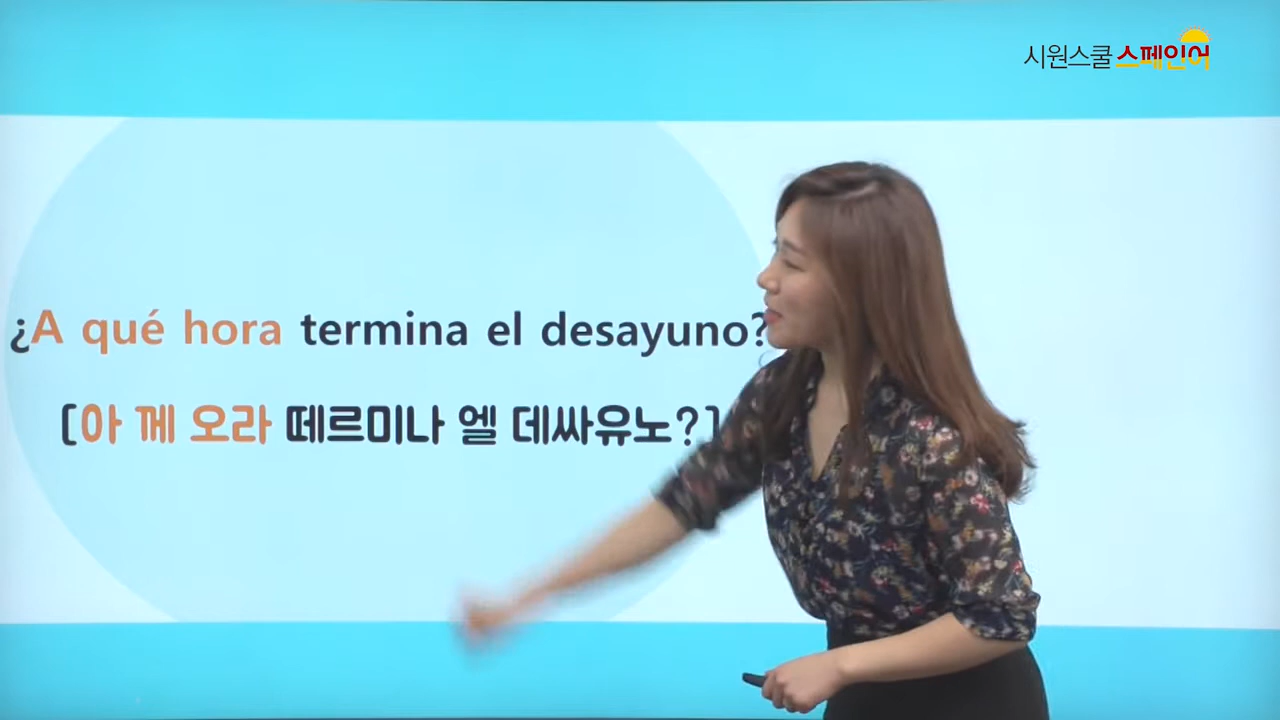 시원스쿨 스페인어
¿A qué hora termina el desayuno?
[아 께 오라 떼르미나 엘 데싸유노?]